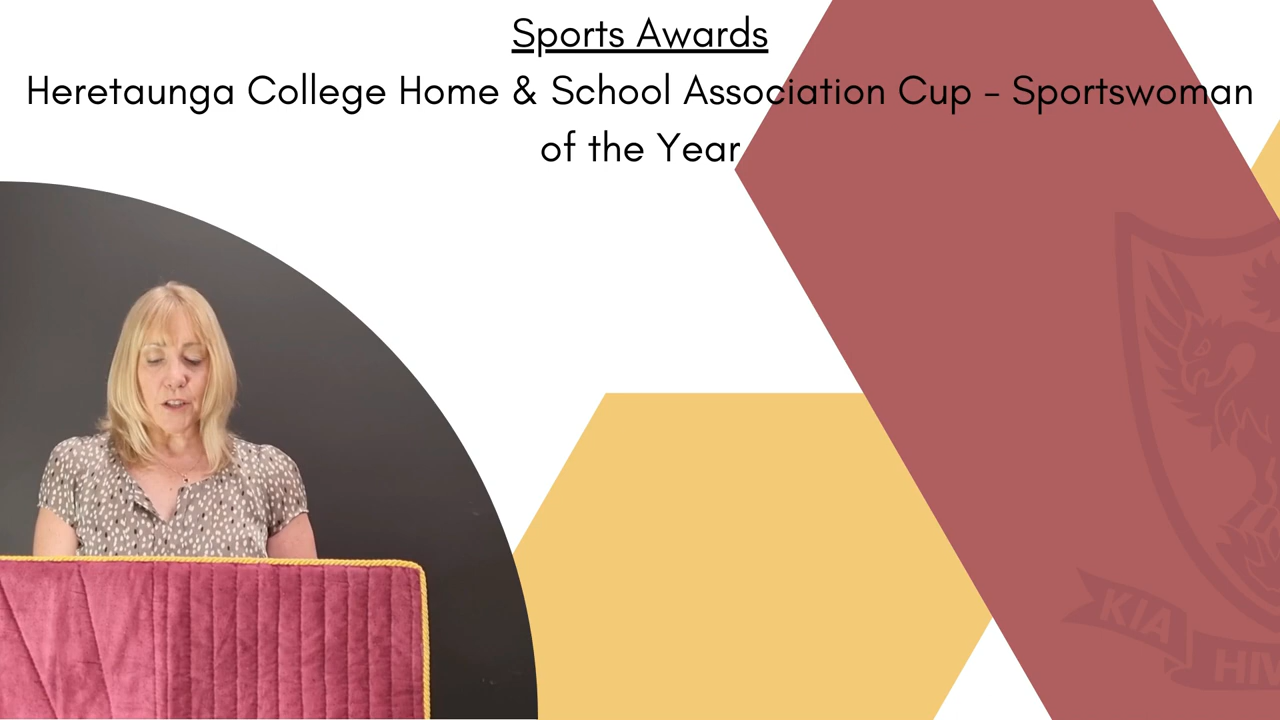 Sports Awards
Heretaunga College Home & School Association Cup - Sportswoman
of the Year
KIA